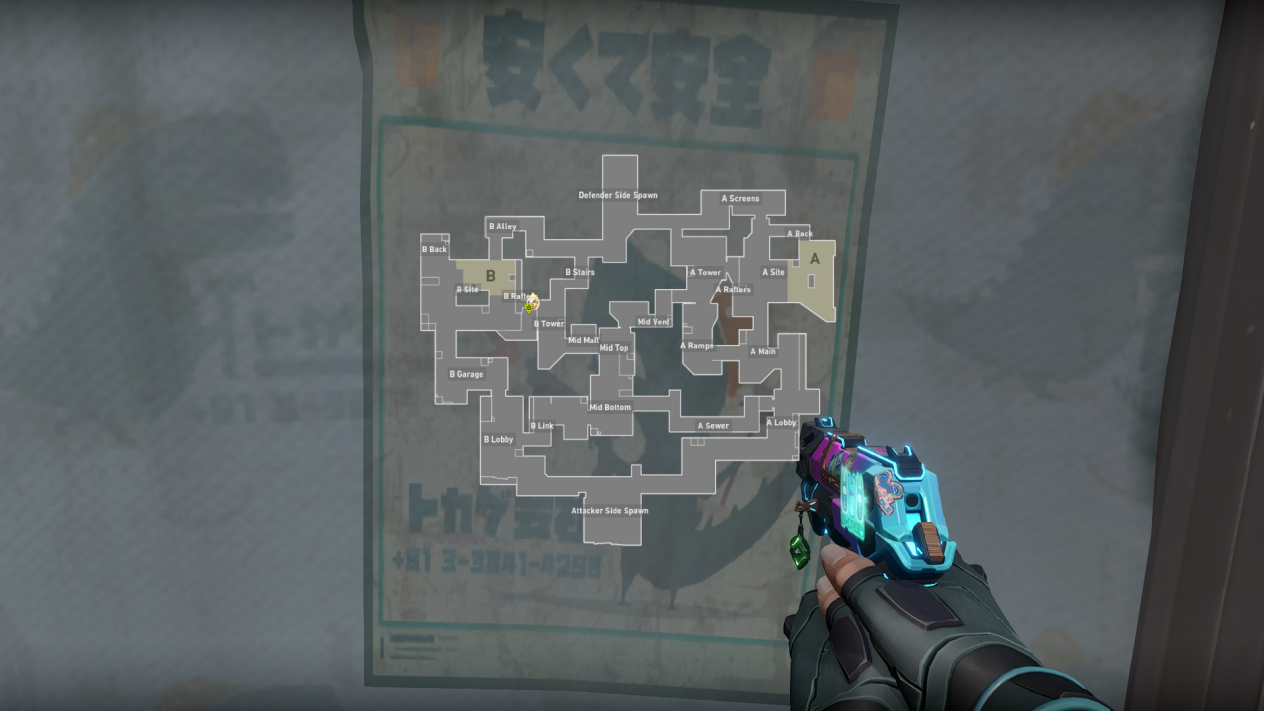 安くて安全
Defender Side Spawn
A Screens
B Alley
A Back
B Back
A
B
B Stairs
A Tower
A Site
B Site
A Rafters
B Rafte
B Tower
Mid Vent
Mid Mail
Mid Top
A Ramps
A Main
B Garage
Mid Bottom
A Lobby
B Link
A Sewer
B Lobby
Attacker Side Spawn
トカゲ
+81 3-3841-4298